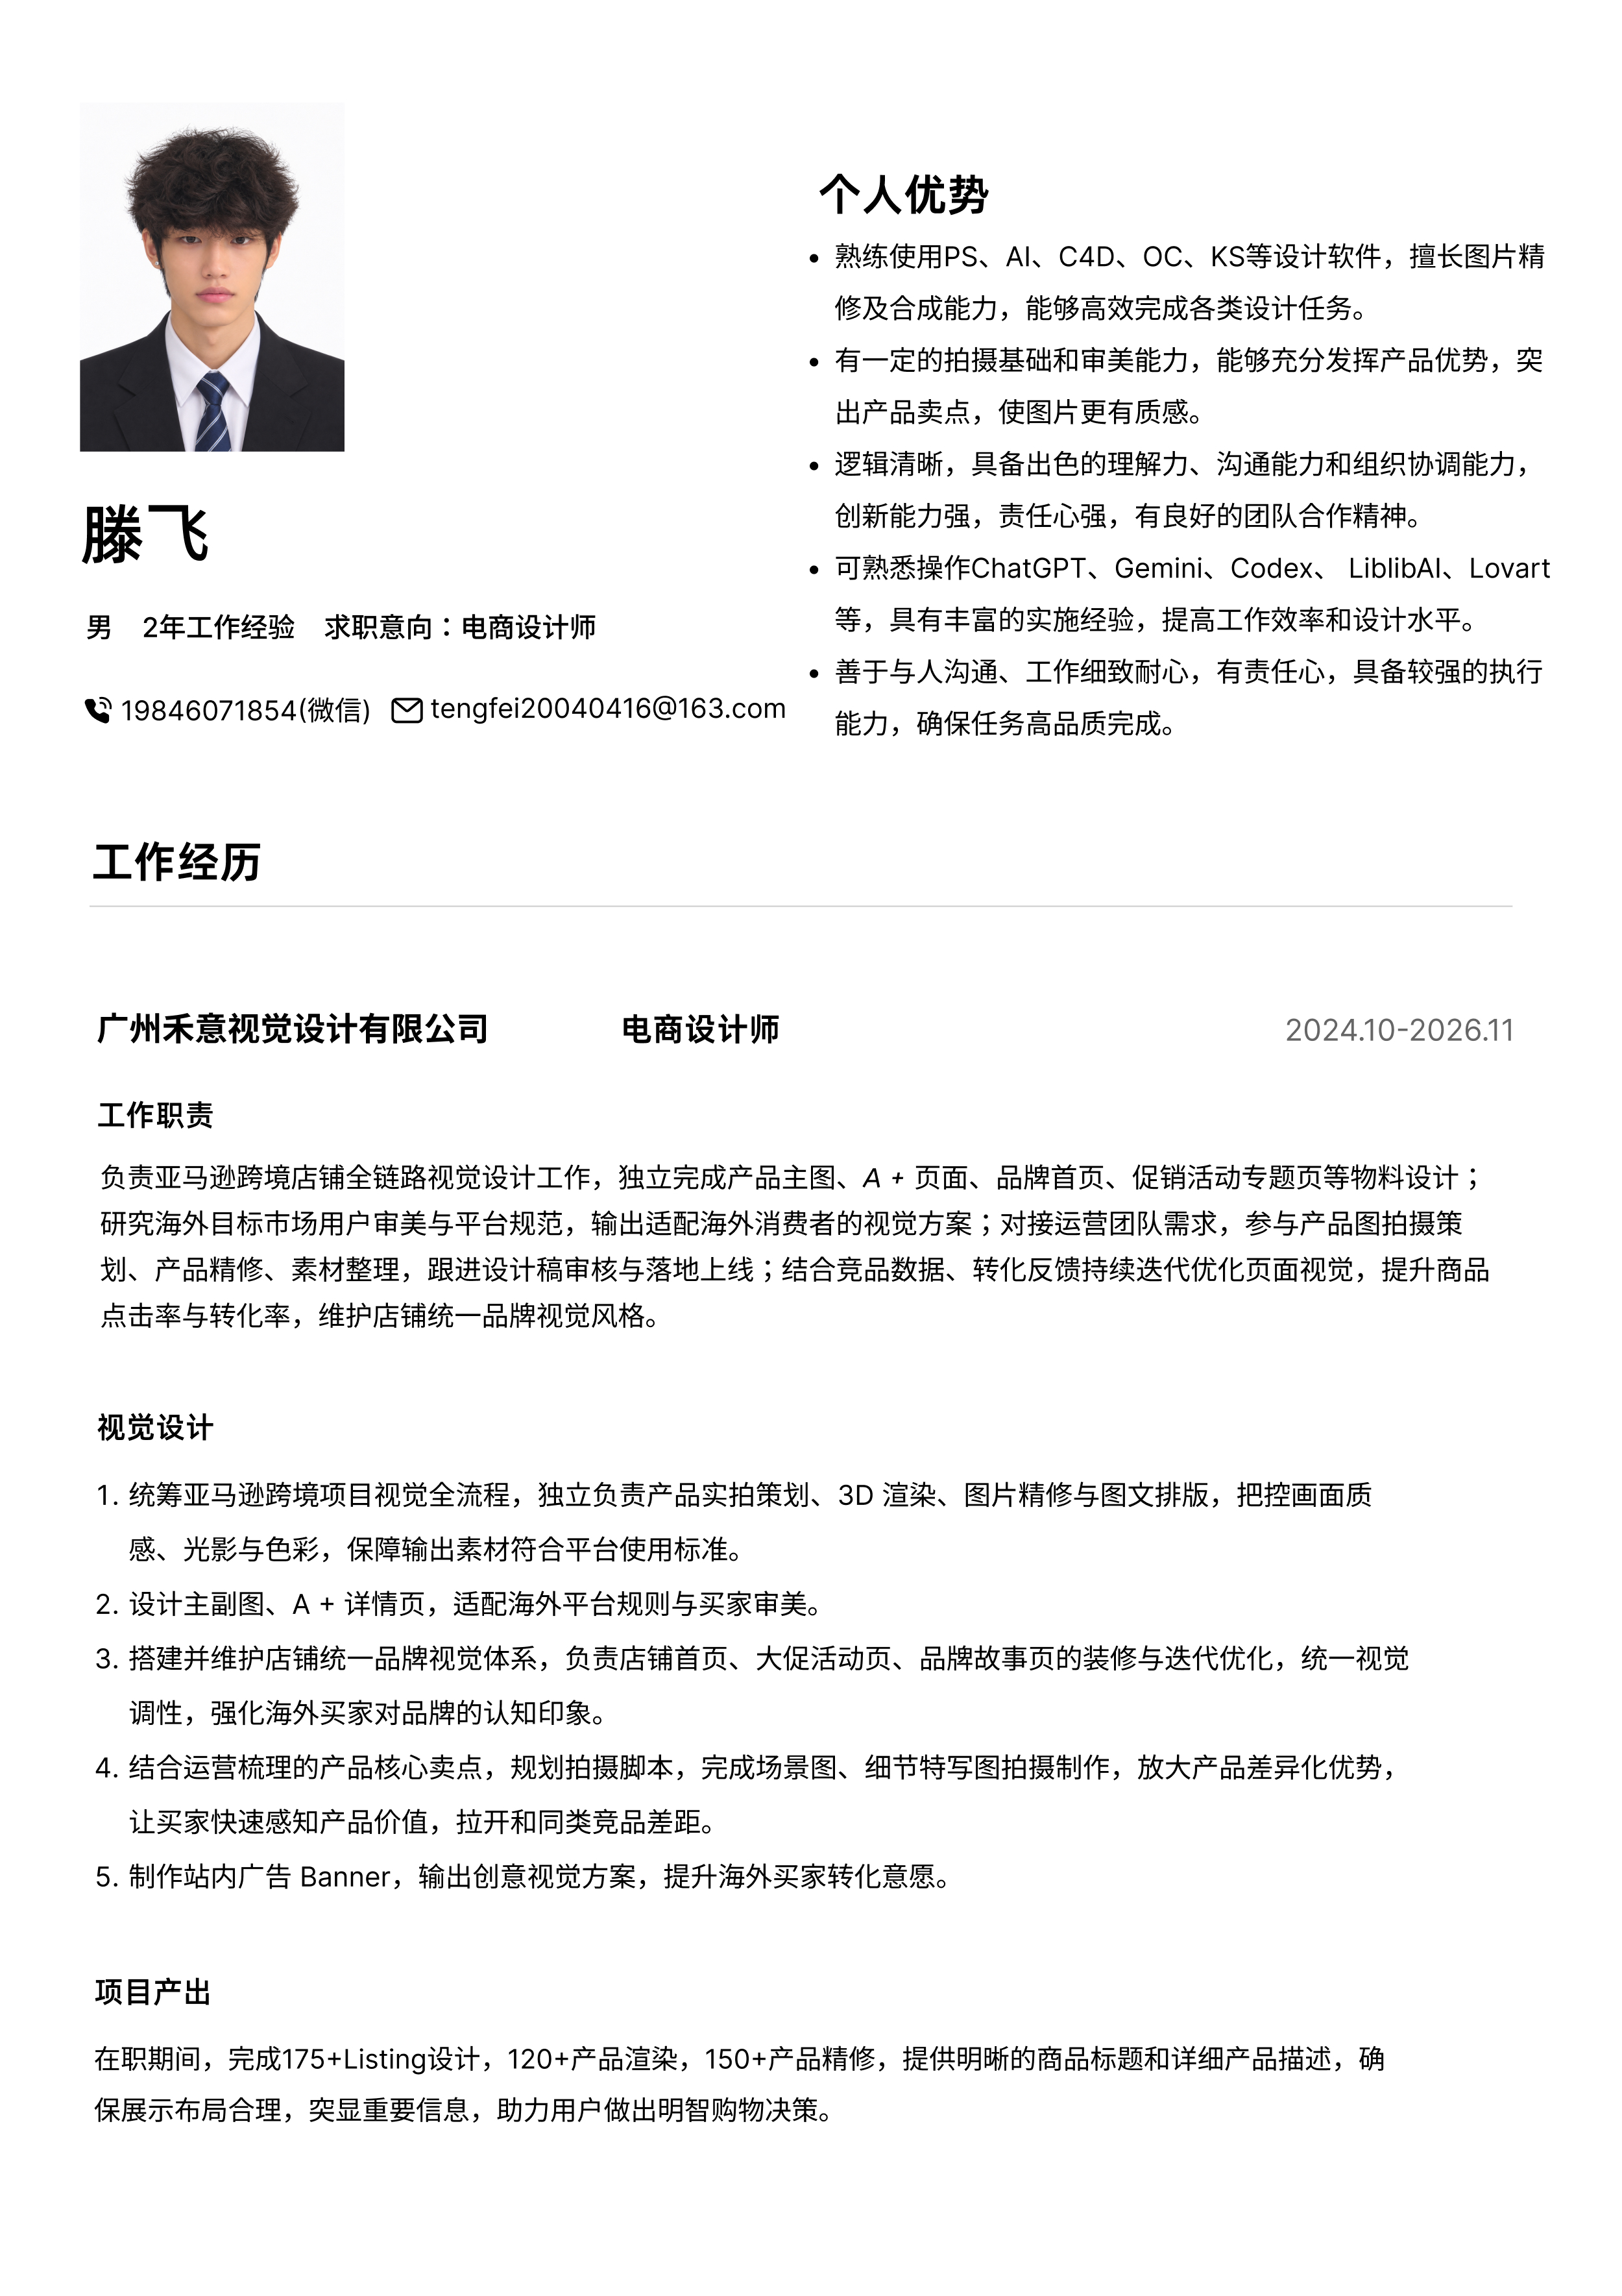 滕飞
男 2年工作经验 求职意向：电商设计师
19846071854(微信) tengfei20040416@163.com
个人优势
熟练使用PS、AI、C4D、OC、KS等设计软件，擅长图片精
修及合成能力，能够高效完成各类设计任务。
有一定的拍摄基础和审美能力，能够充分发挥产品优势，突
出产品卖点，使图片更有质感。
逻辑清晰，具备出色的理解力、沟通能力和组织协调能力，
创新能力强，责任心强，有良好的团队合作精神。
可熟悉操作ChatGPT、Gemini、Codex、 LiblibAI、Lovart
等，具有丰富的实施经验，提高工作效率和设计水平。
善于与人沟通、工作细致耐心，有责任心，具备较强的执行
能力，确保任务高品质完成。
工作经历
广州禾意视觉设计有限公司 电商设计师 2024.10-2026.11
工作职责
负责亚马逊跨境店铺全链路视觉设计工作，独立完成产品主图、A + 页面、品牌首页、促销活动专题页等物料设计；
研究海外目标市场用户审美与平台规范，输出适配海外消费者的视觉方案；对接运营团队需求，参与产品图拍摄策
划、产品精修、素材整理，跟进设计稿审核与落地上线；结合竞品数据、转化反馈持续迭代优化页面视觉，提升商品
点击率与转化率，维护店铺统一品牌视觉风格。
视觉设计
1. 统筹亚马逊跨境项目视觉全流程，独立负责产品实拍策划、3D 渲染、图片精修与图文排版，把控画面质
感、光影与色彩，保障输出素材符合平台使用标准。
2. 设计主副图、A + 详情页，适配海外平台规则与买家审美。
3. 搭建并维护店铺统一品牌视觉体系，负责店铺首页、大促活动页、品牌故事页的装修与迭代优化，统一视觉
调性，强化海外买家对品牌的认知印象。
4. 结合运营梳理的产品核心卖点，规划拍摄脚本，完成场景图、细节特写图拍摄制作，放大产品差异化优势，
让买家快速感知产品价值，拉开和同类竞品差距。
5. 制作站内广告 Banner，输出创意视觉方案，提升海外买家转化意愿。
项目产出
在职期间，完成175+Listing设计，120+产品渲染，150+产品精修，提供明晰的商品标题和详细产品描述，确
保展示布局合理，突显重要信息，助力用户做出明智购物决策。